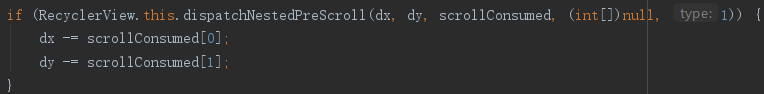 if (RecyclerView.this.dispatchNestedPreScroll(dx, dy, scrollConsumed, (int[])null, type: 1)) {
    dx -= scrollConsumed[0];
    dy -= scrollConsumed[1];
}